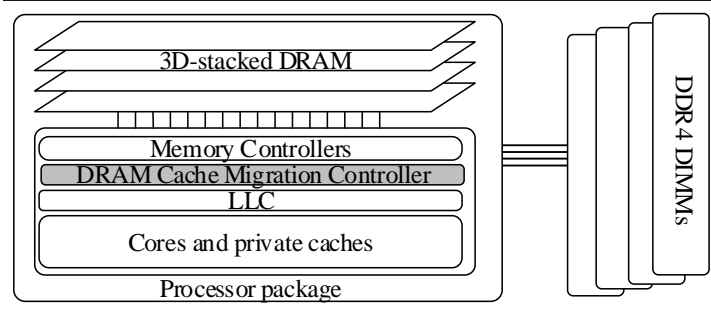 3D-stacked DRAM
Memory Controllers
DRAM Cache Migration Controller
LLC
Cores and private caches
Processor package
DDR4 DIMMs